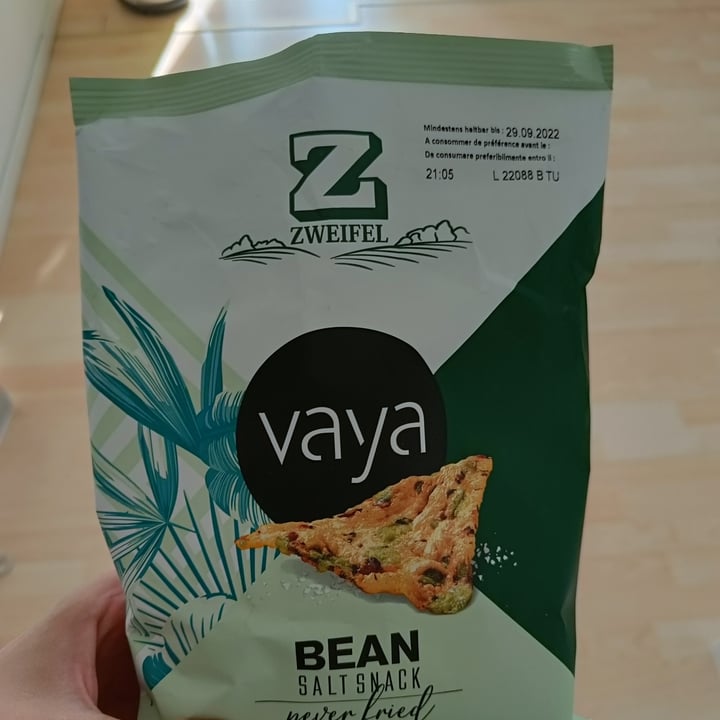 Z
ZWEIFEL
Mindestens haltbar bis : 29.09.2022
A consommer de préférence avant le :
Da consumare preferibilmente entro il :
21:05 L 22088 B TU
vaya
BEAN
SALT SNACK
never fried